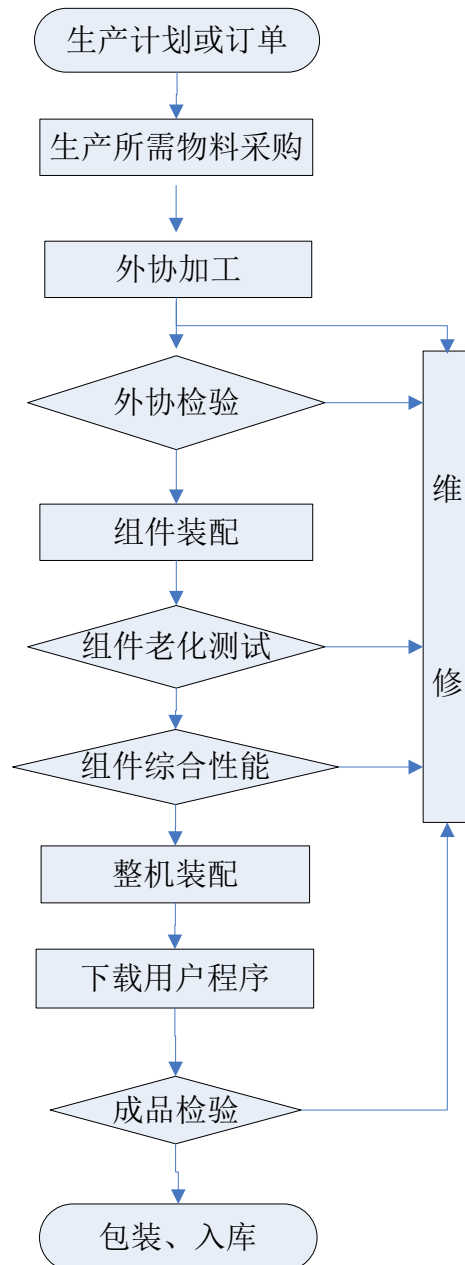 生产计划或订单
生产所需物料采购
外协加工
外协检验
维
组件装配
组件老化测试
修
组件综合性能
整机装配
下载用户程序
成品检验
包装、入库